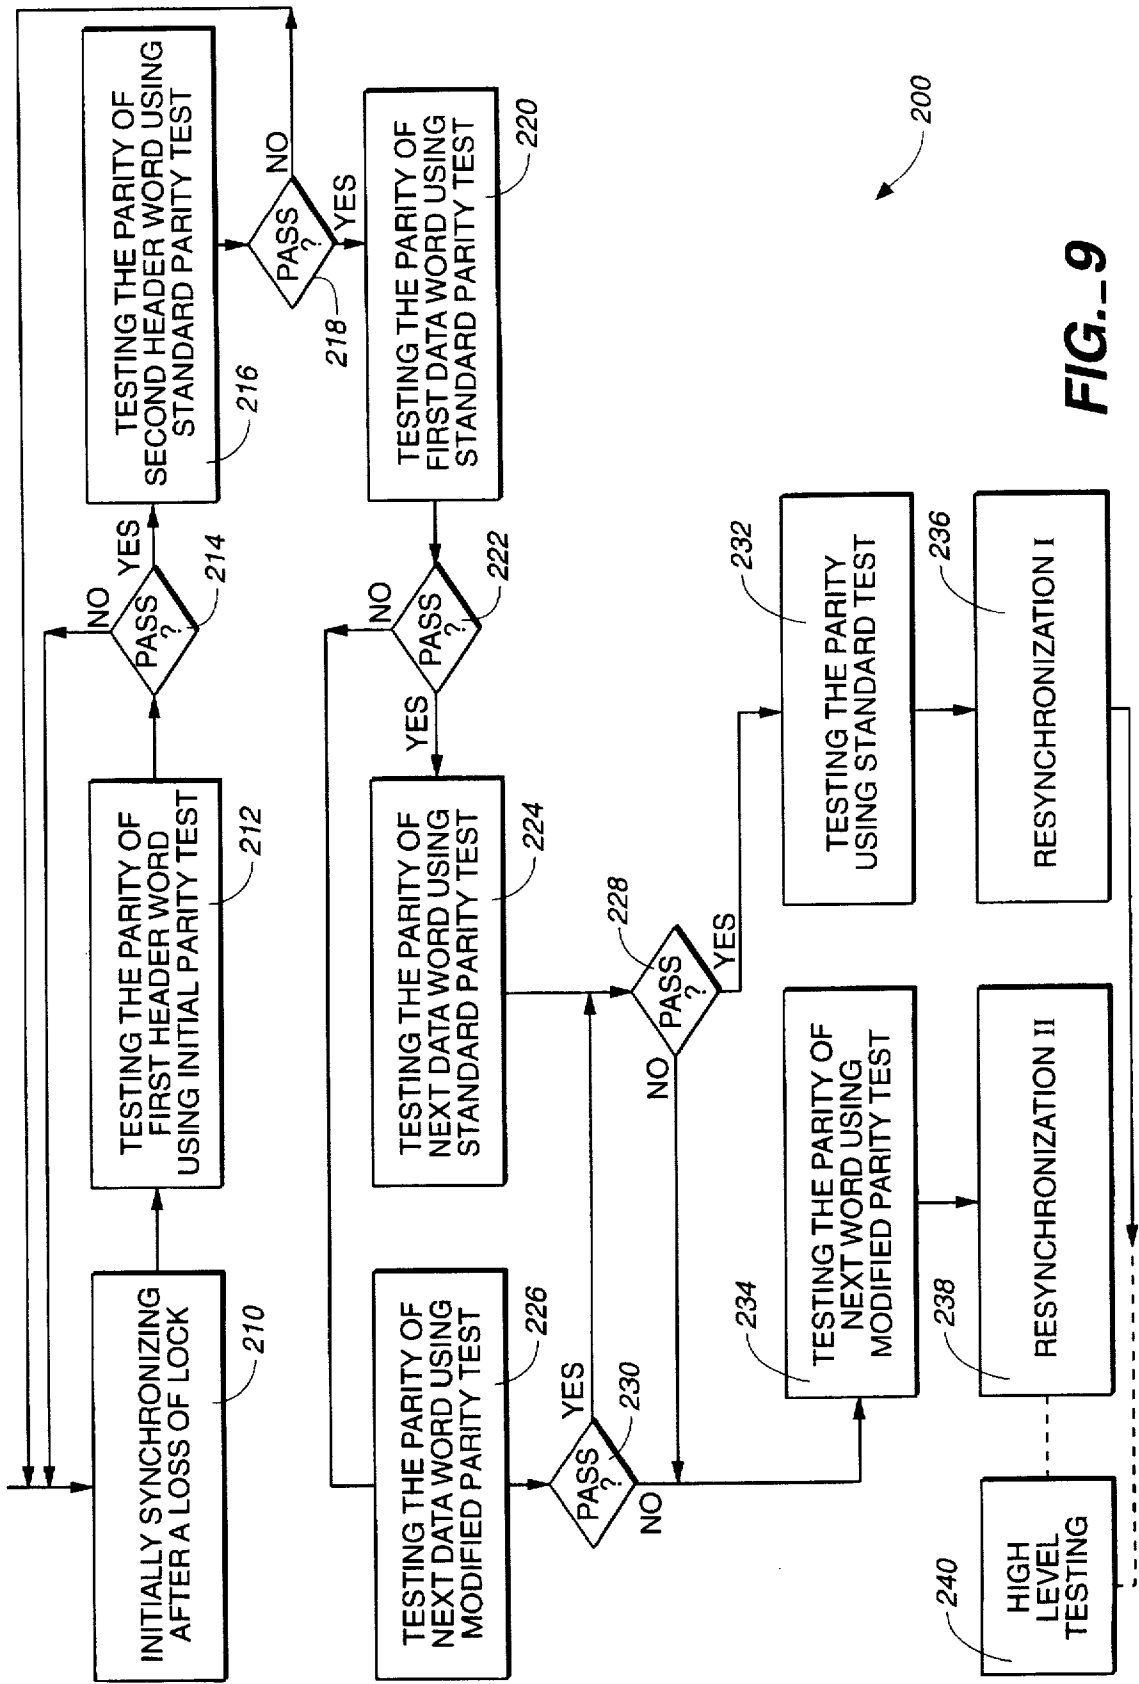 INITIALLY SYNCHRONIZING
AFTER A LOSS OF LOCK
210
TESTING THE PARITY OF
FIRST HEADER WORD
USING INITIAL PARITY TEST
212
PASS
?
214
NO
YES
TESTING THE PARITY OF
SECOND HEADER WORD USING
STANDARD PARITY TEST
216
PASS
?
218
NO
YES
TESTING THE PARITY OF
FIRST DATA WORD USING
STANDARD PARITY TEST
220
PASS
?
222
NO
YES
TESTING THE PARITY OF
NEXT DATA WORD USING
STANDARD PARITY TEST
224
TESTING THE PARITY OF
NEXT DATA WORD USING
MODIFIED PARITY TEST
226
PASS
?
228
NO
YES
PASS
?
230
YES
NO
TESTING THE PARITY
USING STANDARD TEST
232
TESTING THE PARITY OF
NEXT WORD USING
MODIFIED PARITY TEST
234
RESYNCHRONIZATION I
236
RESYNCHRONIZATION II
238
HIGH
LEVEL
TESTING
240
200
FIG._9